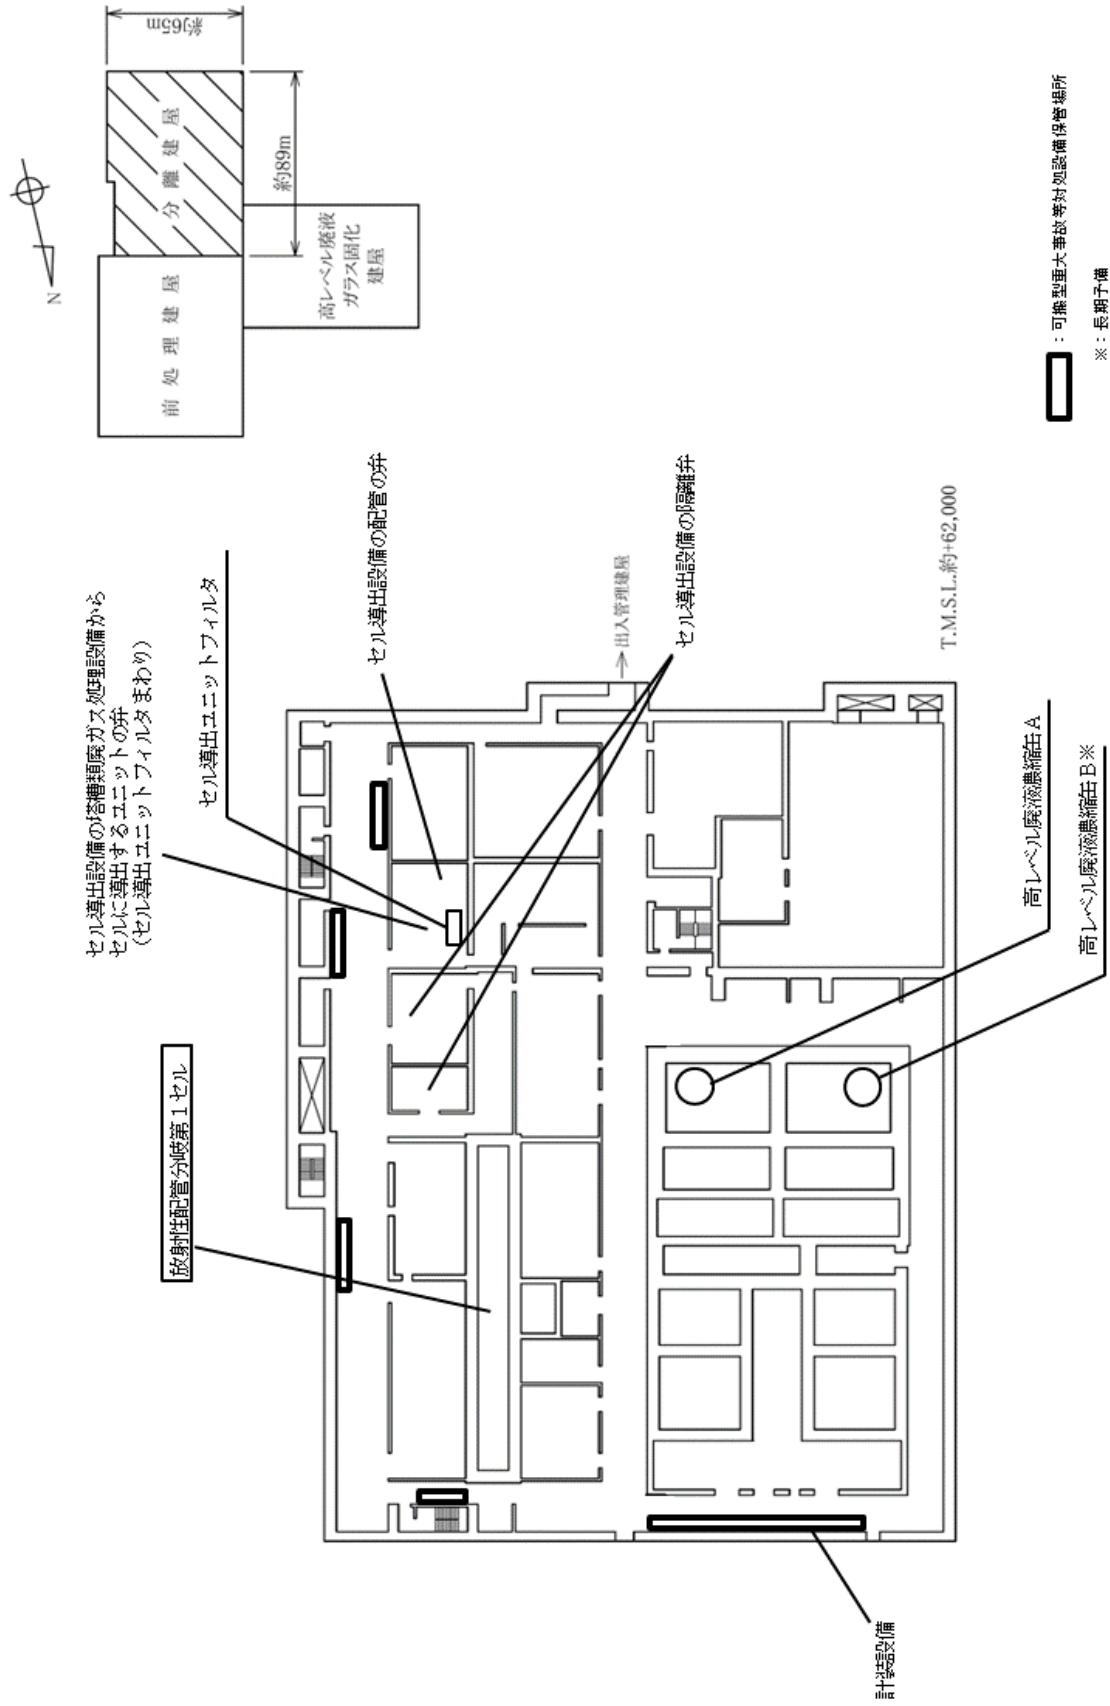 セル導出設備の塔槽類廃ガス処理設備から
セルに導出するユニットの弁
(セル導出ユニットフィルタまわり)
セル導出ユニットフィルタ
セル導出設備の配管の弁
セル導出設備の隔離弁
放射性配管分岐第1セル
→出入管理建屋
T.M.S.L.約+62,000
高レベル廃液濃縮缶A
高レベル廃液濃縮缶B※
計装設備
N
前処理建屋
分離建屋
高レベル廃液
ガラス固化
建屋
約89m
約65m
:可搬型重大事故等対処設備保管場所
※:長期予備